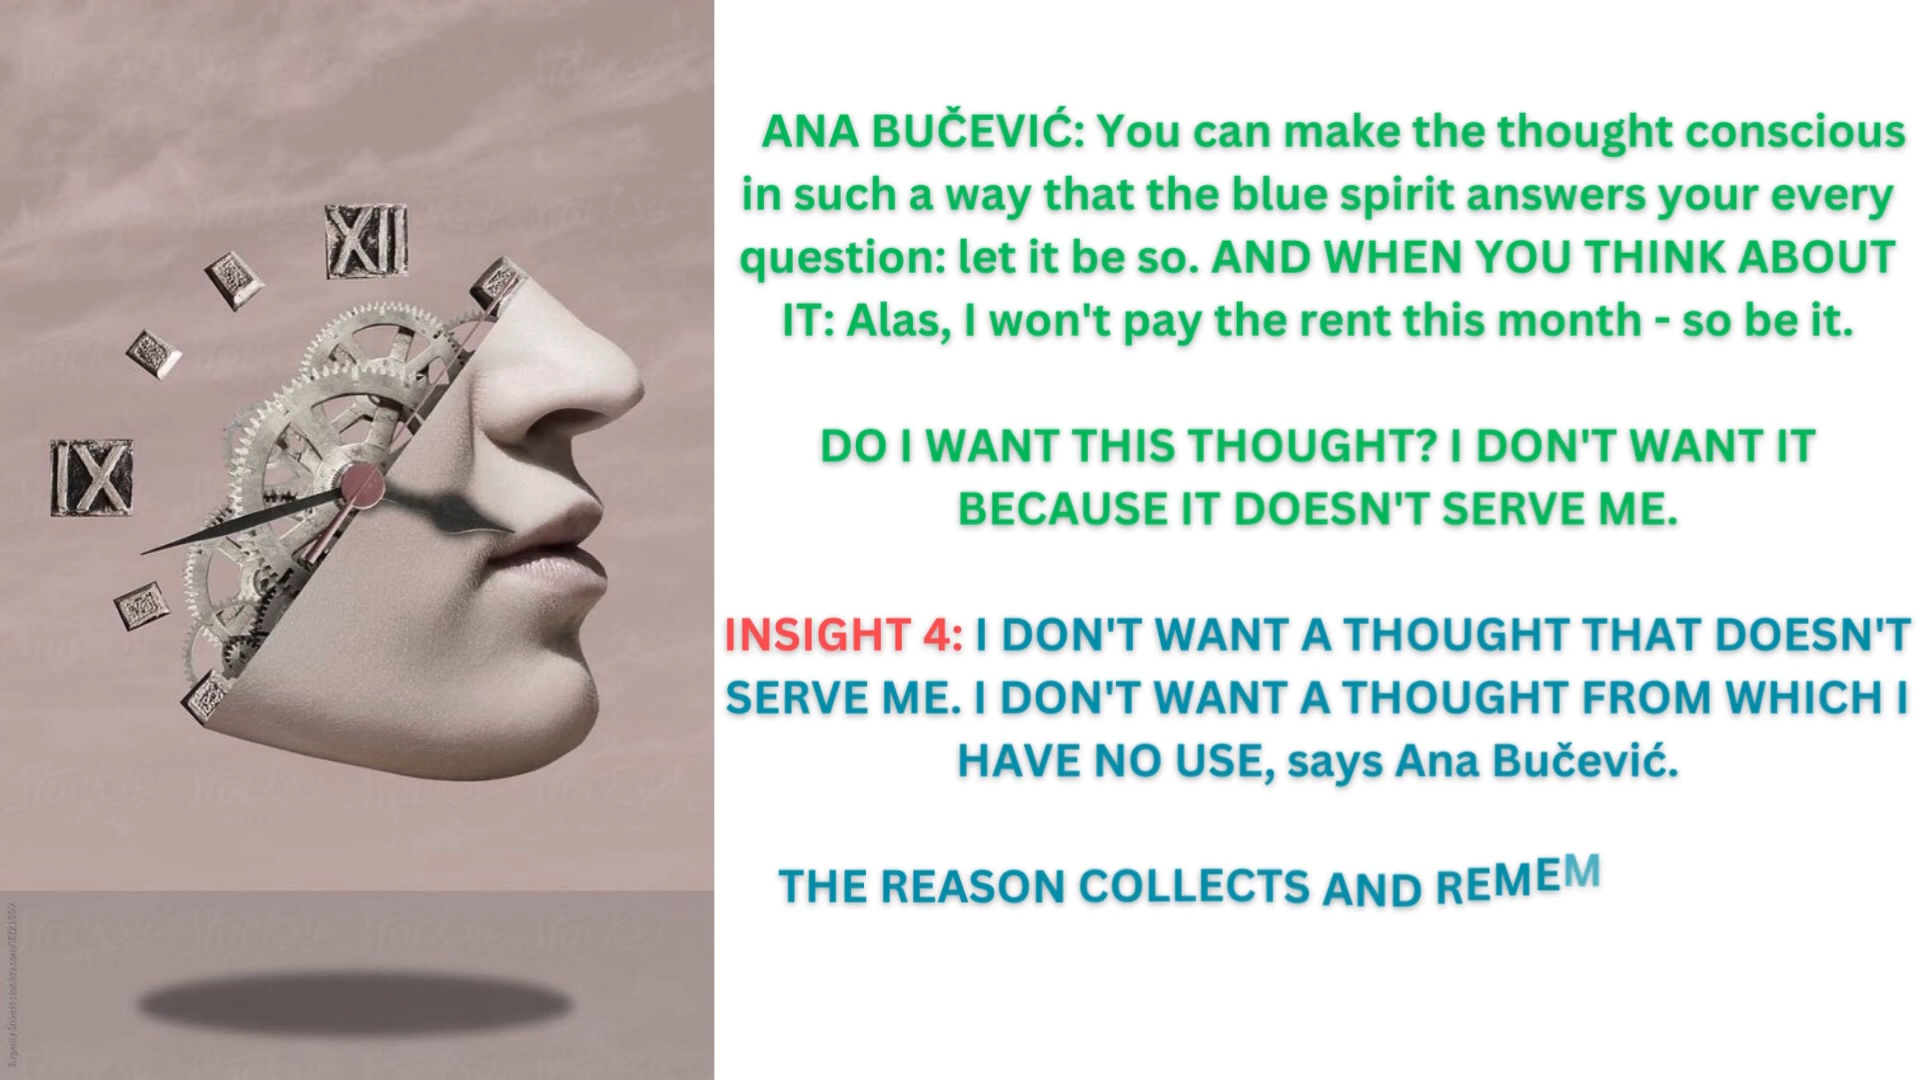 XII
IX
ANA BUČEVIĆ: You can make the thought conscious
in such a way that the blue spirit answers your every
question: let it be so. AND WHEN YOU THINK ABOUT
IT: Alas, I won't pay the rent this month - so be it.
DO I WANT THIS THOUGHT? I DON'T WANT IT
BECAUSE IT DOESN'T SERVE ME.
INSIGHT 4: I DON'T WANT A THOUGHT THAT DOESN'T
SERVE ME. I DON'T WANT A THOUGHT FROM WHICH I
HAVE NO USE, says Ana Bučević.
THE REASON COLLECTS AND REMEM